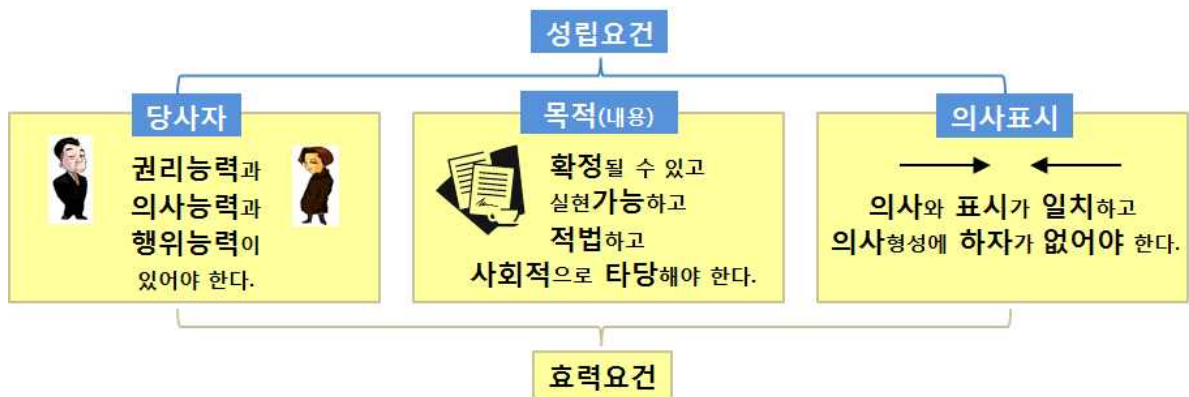 성립요건
당사자
권리능력과
의사능력과
행위능력이
있어야 한다.
목적(내용)
확정될 수 있고
실현가능하고
적법하고
사회적으로 타당해야 한다.
의사표시
의사와 표시가 일치하고
의사형성에 하자가 없어야 한다.
효력요건